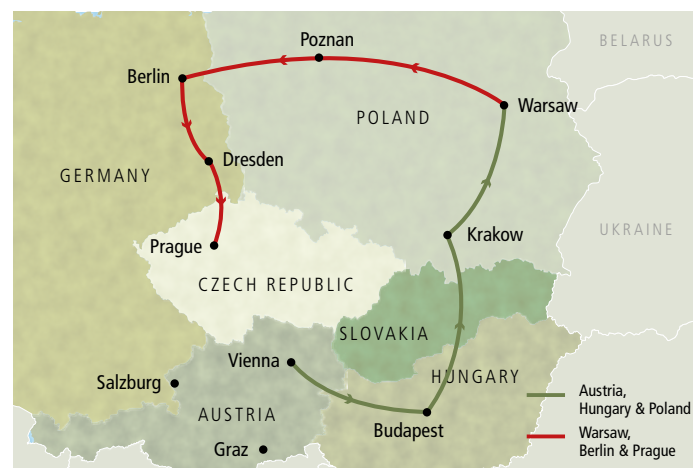 Poznan
BELARUS
Berlin
Warsaw
POLAND
Dresden
GERMANY
UKRAINE
Krakow
Prague
CZECH REPUBLIC
SLOVAKIA
Vienna
HUNGARY
Salzburg
Austria,
Hungary & Poland
AUSTRIA
Budapest
Warsaw,
Berlin & Prague
Graz